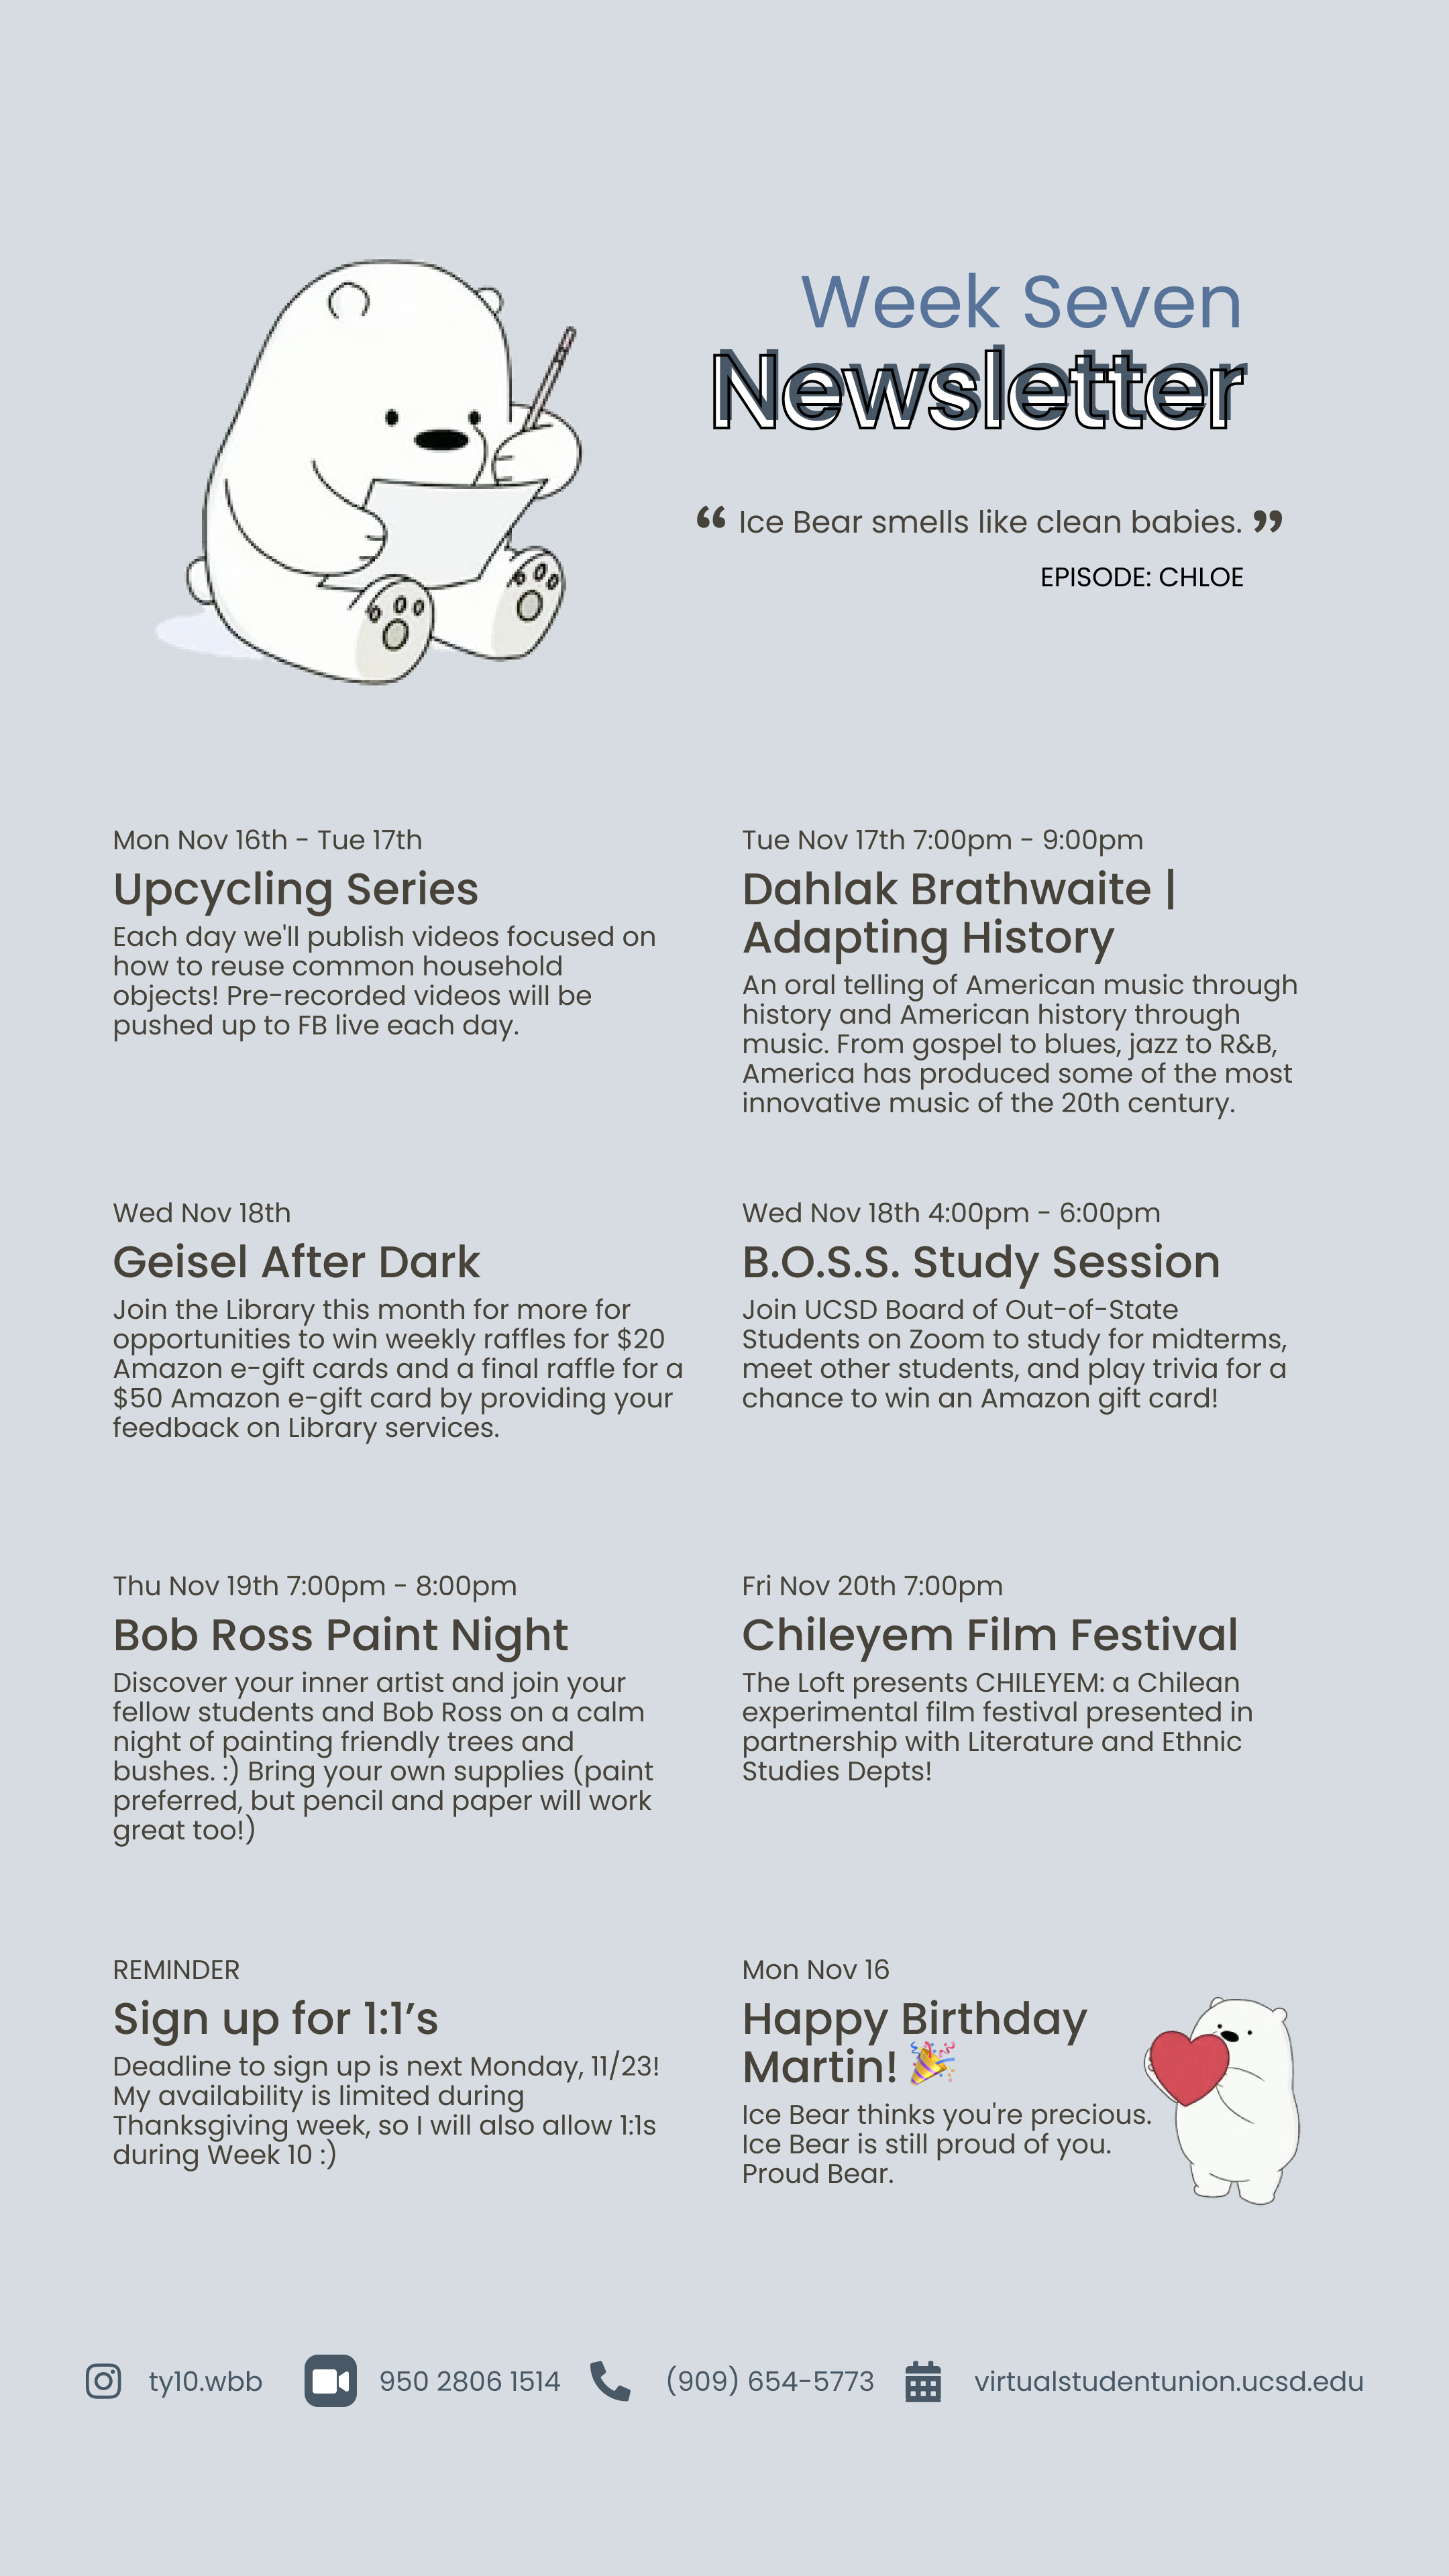 Week Seven
Newsletter
“ Ice Bear smells like clean babies. ”
EPISODE: CHLOE
Mon Nov 16th - Tue 17th
Upcycling Series
Each day we'll publish videos focused on
how to reuse common household
objects! Pre-recorded videos will be
pushed up to FB live each day.
Tue Nov 17th 7:00pm - 9:00pm
Dahlak Brathwaite |
Adapting History
An oral telling of American music through
history and American history through
music. From gospel to blues, jazz to R&B,
America has produced some of the most
innovative music of the 20th century.
Wed Nov 18th
Geisel After Dark
Join the Library this month for more for
opportunities to win weekly raffles for $20
Amazon e-gift cards and a final raffle for a
$50 Amazon e-gift card by providing your
feedback on Library services.
Wed Nov 18th 4:00pm - 6:00pm
B.O.S.S. Study Session
Join UCSD Board of Out-of-State
Students on Zoom to study for midterms,
meet other students, and play trivia for a
chance to win an Amazon gift card!
Thu Nov 19th 7:00pm - 8:00pm
Bob Ross Paint Night
Discover your inner artist and join your
fellow students and Bob Ross on a calm
night of painting friendly trees and
bushes. :) Bring your own supplies (paint
preferred, but pencil and paper will work
great too!)
Fri Nov 20th 7:00pm
Chileyem Film Festival
The Loft presents CHILEYEM: a Chilean
experimental film festival presented in
partnership with Literature and Ethnic
Studies Depts!
REMINDER
Sign up for 1:1’s
Deadline to sign up is next Monday, 11/23!
My availability is limited during
Thanksgiving week, so I will also allow 1:1s
during Week 10 :)
Mon Nov 16
Happy Birthday
Martin! 🎉
Ice Bear thinks you're precious.
Ice Bear is still proud of you.
Proud Bear.
ty10.wbb 950 2806 1514 (909) 654-5773 virtualstudentunion.ucsd.edu